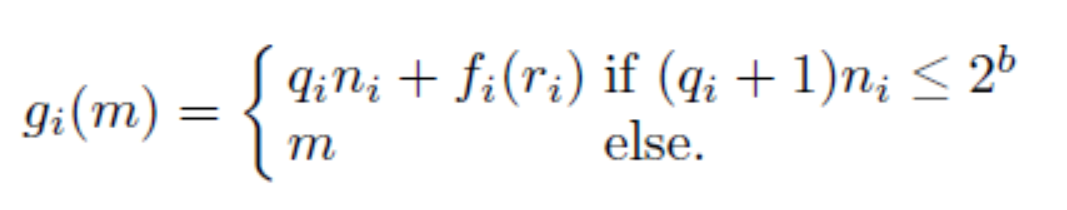 g_i(m) = { q_i n_i + f_i(r_i) if (q_i + 1)n_i ≤ 2^b
m else.